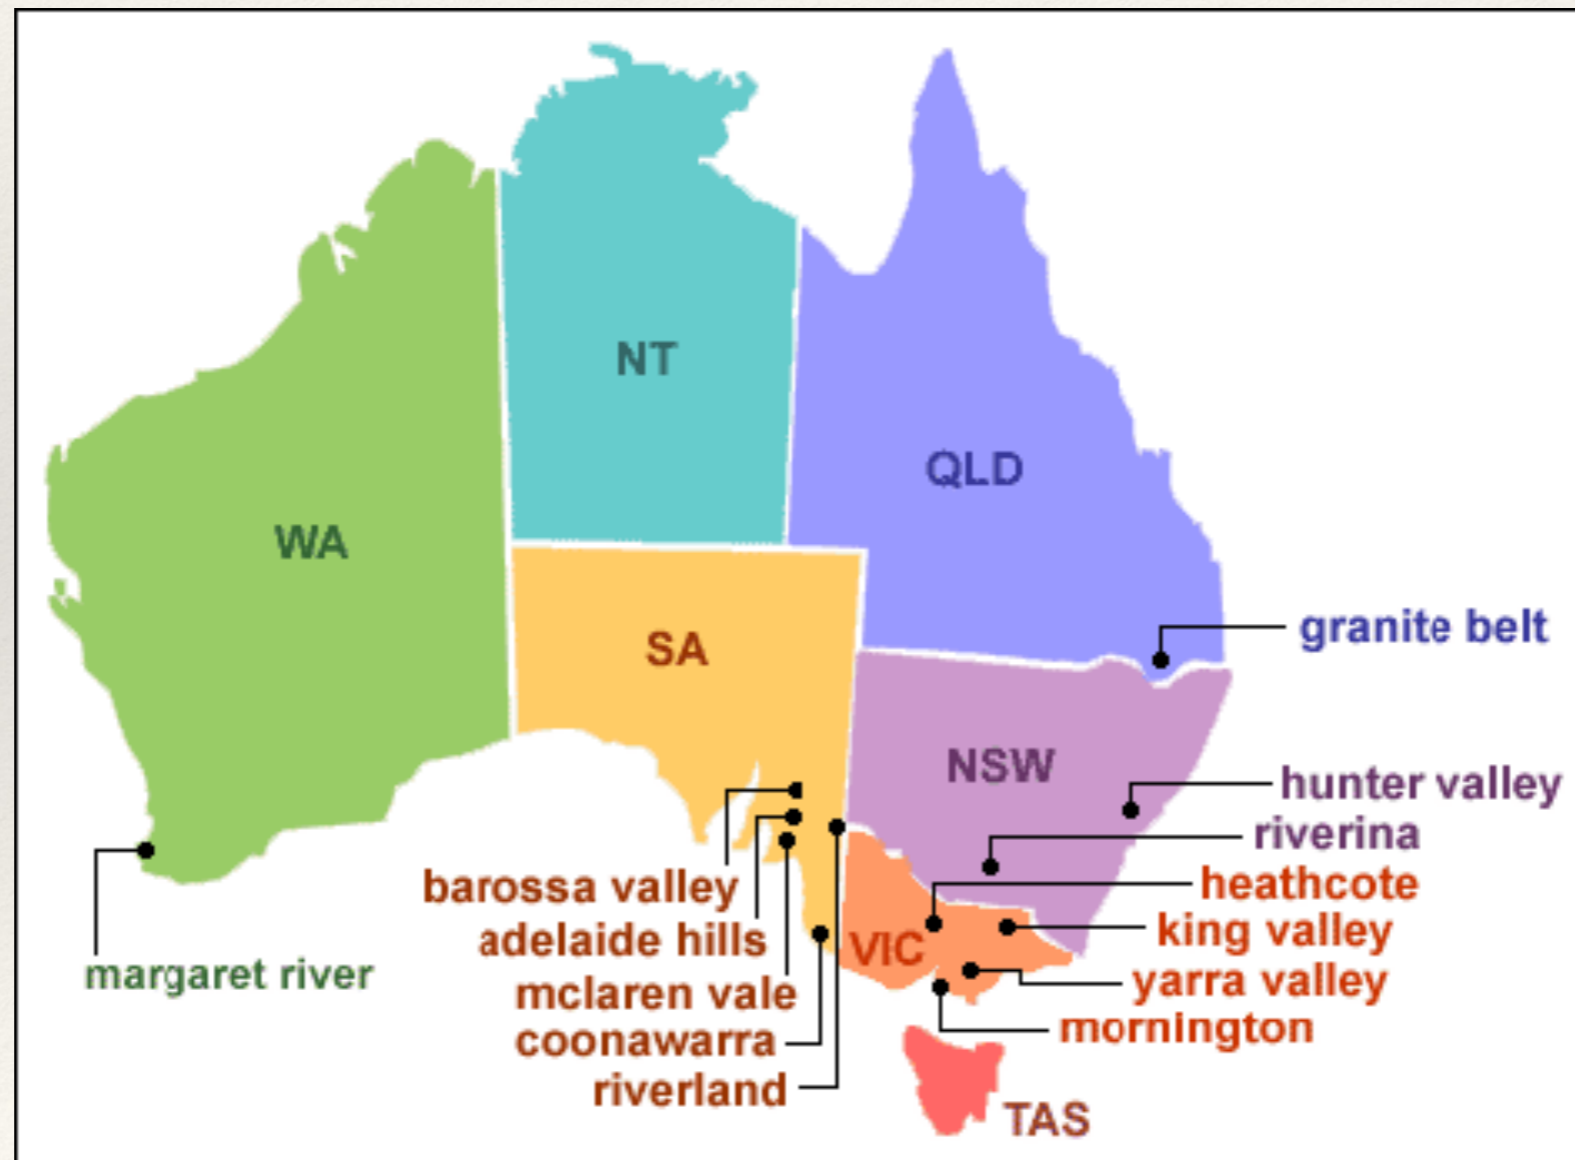 NT
QLD
WA
SA
granite belt
NSW
hunter valley
riverina
heathcote
barossa valley
king valley
adelaide hills
VIC
margaret river
yarra valley
mclaren vale
mornington
coonawarra
riverland
TAS